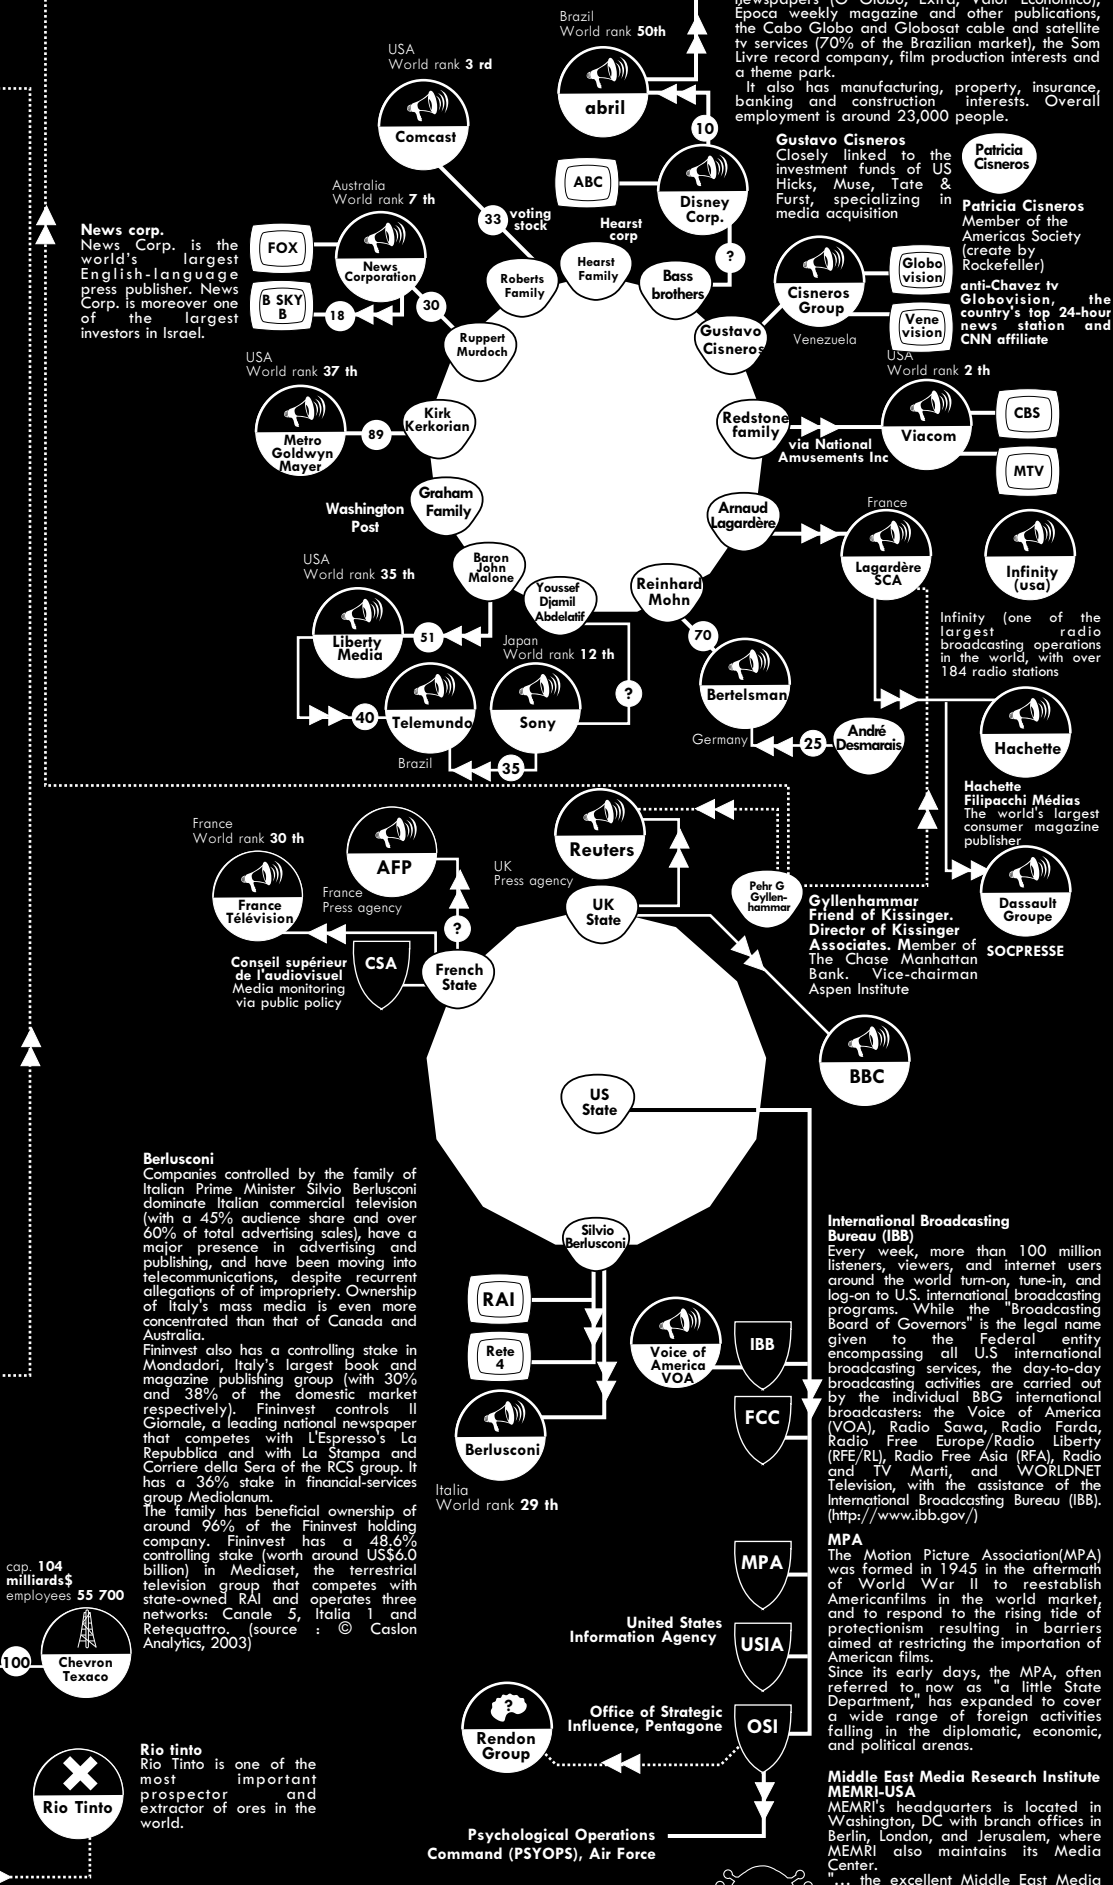 newspapers (O Globo, Extra, Valor Economico),
Epoca weekly magazine and other publications,
the Cabo Globo and Globosat cable and satellite
tv services (70% of the Brazilian market), the Som
Livre record company, film production interests and
a theme park.
It also has manufacturing, property, insurance,
banking and construction interests. Overall
employment is around 23,000 people.
Brazil
World rank 50th
abril
10
USA
World rank 3 rd
Comcast
33
voting
stock
ABC
Disney
Corp.
?
Gustavo Cisneros
Closely linked to the
investment funds of US
Hicks, Muse, Tate &
Furst, specializing in
media acquisition
Patricia
Cisneros
Patricia Cisneros
Member of the
Americas Society
(create by
Rockefeller)
anti-Chavez tv
Globovision, the
country's top 24-hour
news station and
CNN affiliate
Australia
World rank 7 th
News corp.
News Corp. is the
world's largest
English-language
press publisher. News
Corp. is moreover one
of the largest
investors in Israel.
FOX
B SKY
B
18
News
Corporation
30
Hearst
corp
Roberts
Family
Hearst
Family
Bass
brothers
Cisneros
Group
Globo
vision
Vene
vision
Venezuela
Ruppert
Murdoch
Gustavo
Cisneros
USA
World rank 37 th
Metro
Goldwyn
Mayer
89
Kirk
Kerkorian
Redstone
family
via National
Amusements Inc
USA
World rank 2 th
Viacom
CBS
MTV
Washington
Post
Graham
Family
Arnaud
Lagardère
France
Lagardère
SCA
Infinity
(usa)
Infinity (one of the
largest radio
broadcasting operations
in the world, with over
184 radio stations
USA
World rank 35 th
Liberty
Media
51
Baron
John
Malone
Youssef
Djamil
Abdelatif
Reinhard
Mohn
70
Japan
World rank 12 th
?
40
Telemundo
Sony
Bertelsman
Brazil
35
Germany
25
André
Desmarais
Hachette
Hachette
Filipacchi Médias
The world's largest
consumer magazine
publisher
Dassault
Groupe
SOCPRESSE
France
World rank 30 th
France
Télévision
AFP
France
Press agency
?
Reuters
UK
Press agency
UK
State
Pehr G
Gyllen-
hammar
Gyllenhammar
Friend of Kissinger.
Director of Kissinger
Associates. Member of
The Chase Manhattan
Bank. Vice-chairman
Aspen Institute
Conseil supérieur
de l'audiovisuel
Media monitoring
via public policy
CSA
French
State
BBC
US
State
Berlusconi
Companies controlled by the family of
Italian Prime Minister Silvio Berlusconi
dominate Italian commercial television
(with a 45% audience share and over
60% of total advertising sales), have a
major presence in advertising and
publishing, and have been moving into
telecommunications, despite recurrent
allegations of of impropriety. Ownership
of Italy's mass media is even more
concentrated than that of Canada and
Australia.
Fininvest also has a controlling stake in
Mondadori, Italy's largest book and
magazine publishing group (with 30%
and 38% of the domestic market
respectively). Fininvest controls Il
Giornale, a leading national newspaper
that competes with L'Espresso's La
Repubblica and with La Stampa and
Corriere della Sera of the RCS group. It
has a 36% stake in financial-services
group Mediolanum.
The family has beneficial ownership of
around 96% of the Fininvest holding
company. Fininvest has a 48.6%
controlling stake (worth around US$6.0
billion) in Mediaset, the terrestrial
television group that competes with
state-owned RAI and operates three
networks: Canale 5, Italia 1 and
Retequattro. (source : © Caslon
Analytics, 2003)
Silvio
Berlusconi
RAI
Rete
4
Berlusconi
Italia
World rank 29 th
Voice of
America
VOA
IBB
FCC
MPA
United States
Information Agency
USIA
Office of Strategic
Influence, Pentagone
OSI
Rendon
Group
Psychological Operations
Command (PSYOPS), Air Force
International Broadcasting
Bureau (IBB)
Every week, more than 100 million
listeners, viewers, and internet users
around the world turn-on, tune-in, and
log-on to U.S. international broadcasting
programs. While the "Broadcasting
Board of Governors" is the legal name
given to the Federal entity
encompassing all U.S international
broadcasting services, the day-to-day
broadcasting activities are carried out
by the individual BBG international
broadcasters: the Voice of America
(VOA), Radio Sawa, Radio Farda,
Radio Free Europe/Radio Liberty
(RFE/RL), Radio Free Asia (RFA), Radio
and TV Marti, and WORLDNET
Television, with the assistance of the
International Broadcasting Bureau (IBB).
(http://www.ibb.gov/)
MPA
The Motion Picture Association(MPA)
was formed in 1945 in the aftermath
of World War II to reestablish
Americanfilms in the world market,
and to respond to the rising tide of
protectionism resulting in barriers
aimed at restricting the importation of
American films.
Since its early days, the MPA, often
referred to now as "a little State
Department," has expanded to cover
a wide range of foreign activities
falling in the diplomatic, economic,
and political arenas.
Middle East Media Research Institute
MEMRI-USA
MEMRI's headquarters is located in
Washington, DC with branch offices in
Berlin, London, and Jerusalem, where
MEMRI also maintains its Media
Center.
"... the excellent Middle East Media
cap. 104
milliards$
employees 55 700
100
Chevron
Texaco
Rio Tinto
Rio tinto
Rio Tinto is one of the
most important
prospector and
extractor of ores in the
world.